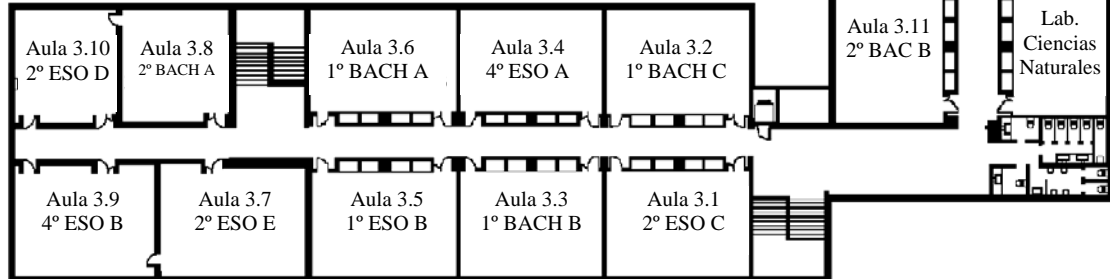 Aula 3.10
2º ESO D
Aula 3.8
2º BACH A
Aula 3.6
1º BACH A
Aula 3.4
4º ESO A
Aula 3.2
1º BACH C
Aula 3.11
2º BAC B
Lab.
Ciencias
Naturales
Aula 3.9
4º ESO B
Aula 3.7
2º ESO E
Aula 3.5
1º ESO B
Aula 3.3
1º BACH B
Aula 3.1
2º ESO C